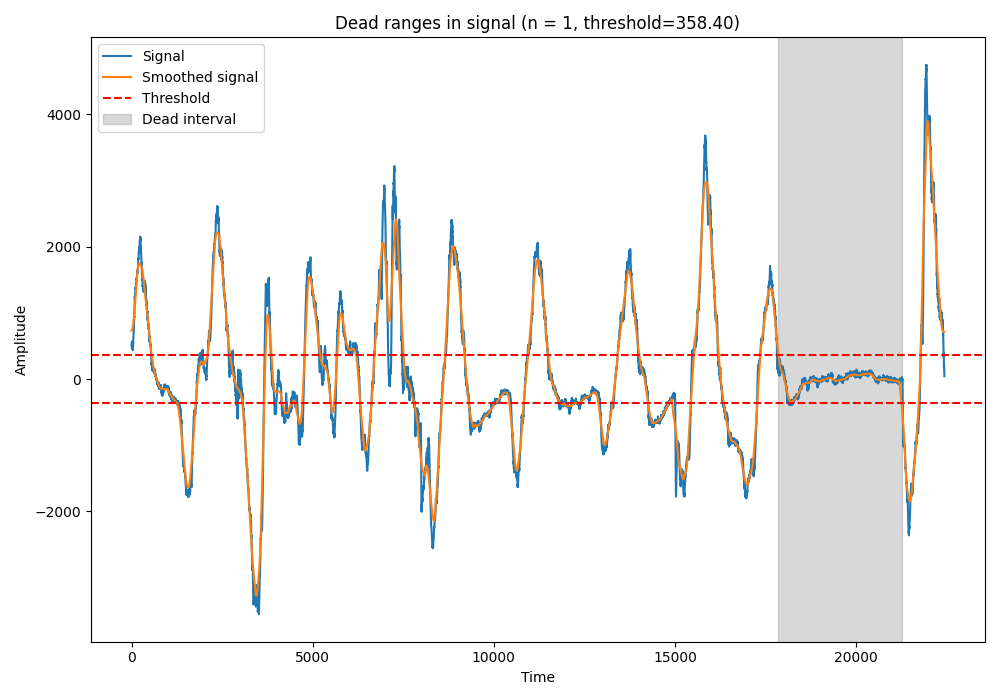 Dead ranges in signal (n = 1, threshold=358.40)
Signal
Smoothed signal
Threshold
Dead interval
Amplitude
4000
2000
0
−2000
0 5000 10000 15000 20000
Time